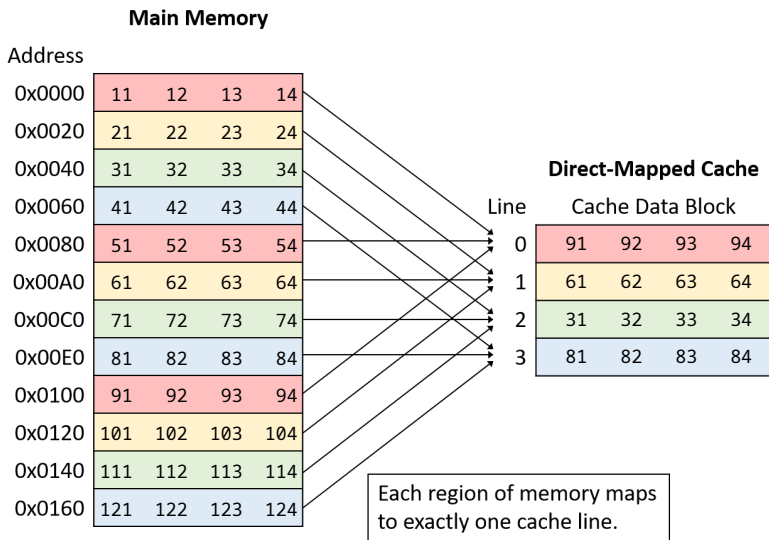 Main Memory
Address
0x0000 11 12 13 14
0x0020 21 22 23 24
0x0040 31 32 33 34
0x0060 41 42 43 44
0x0080 51 52 53 54
0x00A0 61 62 63 64
0x00C0 71 72 73 74
0x00E0 81 82 83 84
0x0100 91 92 93 94
0x0120 101 102 103 104
0x0140 111 112 113 114
0x0160 121 122 123 124
Direct-Mapped Cache
Line Cache Data Block
0 91 92 93 94
1 61 62 63 64
2 31 32 33 34
3 81 82 83 84
Each region of memory maps
to exactly one cache line.